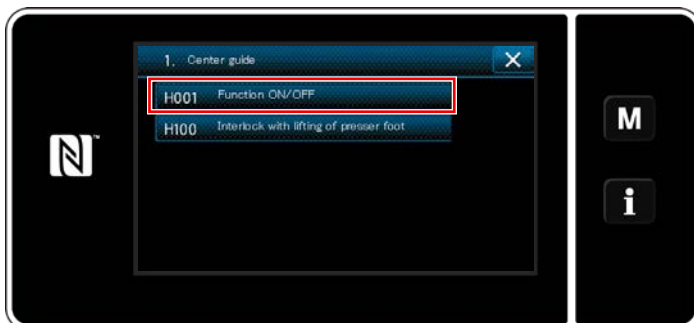 1. Center guide
H001 Function ON/OFF
H100 Interlock with lifting of presser foot
M
i